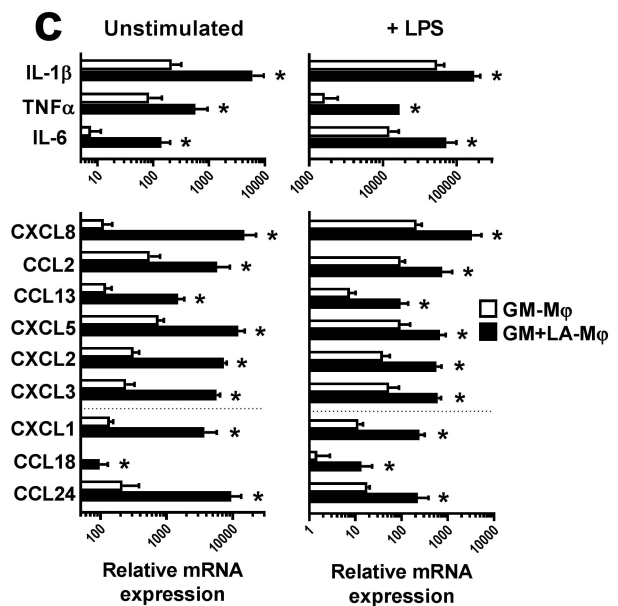 C Unstimulated + LPS
IL-1β *
*
TNFα *
*
IL-6 *
*
10 100 1000 10000
1000 10000 100000
CXCL8 *
*
CCL2 *
*
CCL13 *
*
CXCL5 *
*
CXCL2 *
*
CXCL3 *
*
CXCL1 *
*
CCL18 *
*
CCL24 *
*
GM-Mφ
GM+LA-Mφ
100 1000 10000
1 10 100 1000 10000
Relative mRNA
expression
Relative mRNA
expression